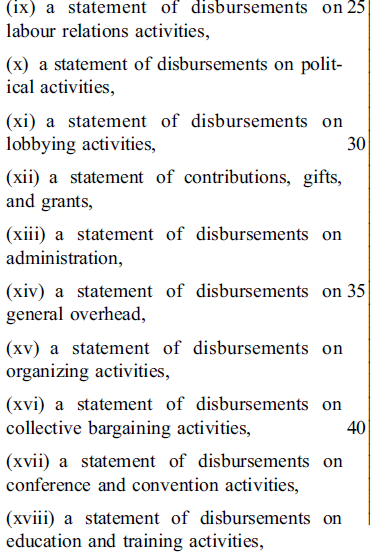 (ix) a statement of disbursements on 25
labour relations activities,
(x) a statement of disbursements on polit-
ical activities,
(xi) a statement of disbursements on
lobbying activities, 30
(xii) a statement of contributions, gifts,
and grants,
(xiii) a statement of disbursements on
administration,
(xiv) a statement of disbursements on 35
general overhead,
(xv) a statement of disbursements on
organizing activities,
(xvi) a statement of disbursements on
collective bargaining activities, 40
(xvii) a statement of disbursements on
conference and convention activities,
(xviii) a statement of disbursements on
education and training activities,